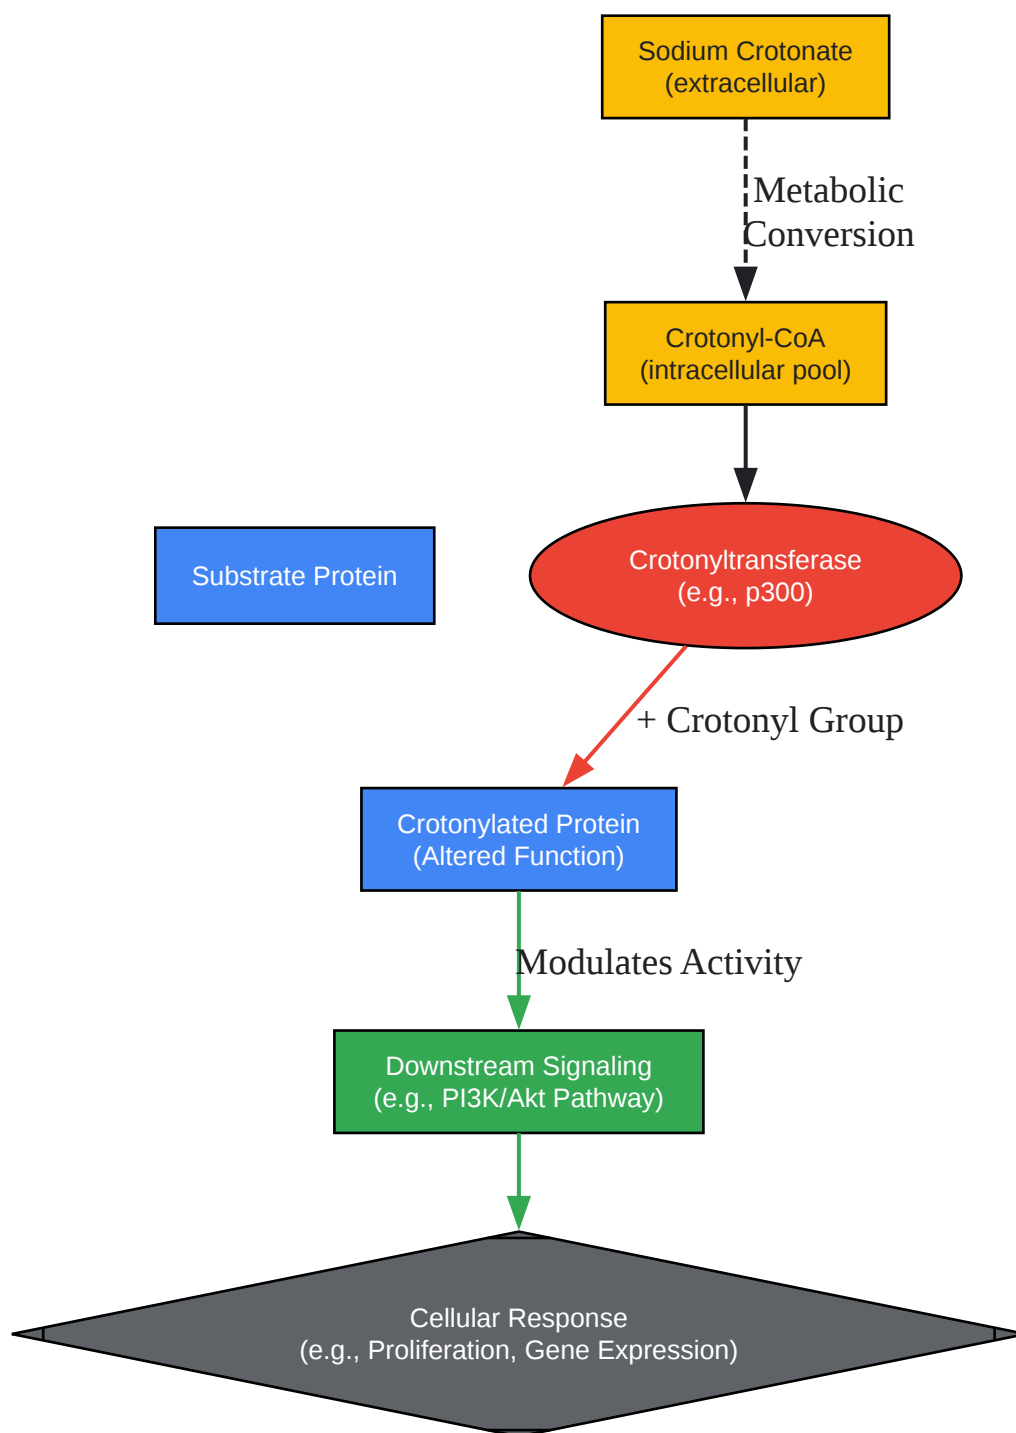 Sodium Crotonate
(extracellular)
Metabolic
Conversion
Crotonyl-CoA
(intracellular pool)
Substrate Protein
Crotonyltransferase
(e.g., p300)
+ Crotonyl Group
Crotonylated Protein
(Altered Function)
Modulates Activity
Downstream Signaling
(e.g., PI3K/Akt Pathway)
Cellular Response
(e.g., Proliferation, Gene Expression)